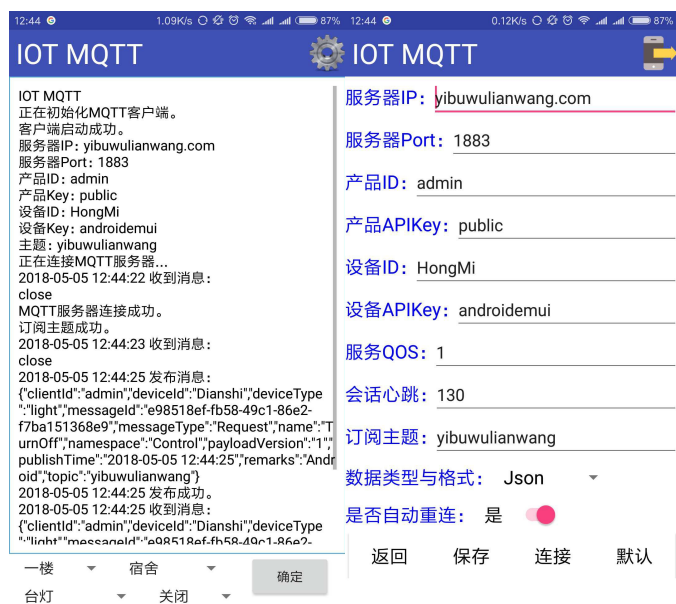 12:44 1.09K/s 87%
IOT MQTT
IOT MQTT
正在初始化MQTT客户端。
客户端启动成功。
服务器IP：yibuwulianwang.com
服务器Port：1883
产品ID：admin
产品Key：public
设备ID：HongMi
设备Key：androidemui
主题：yibuwulianwang
正在连接MQTT服务器...
2018-05-05 12:44:22 收到消息：
close
MQTT服务器连接成功。
订阅主题成功。
2018-05-05 12:44:23 收到消息：
close
2018-05-05 12:44:25 发布消息：
{"clientId":"admin","deviceId":"Dianshi","deviceType
":"light","messageId":"e98518ef-fb58-49c1-86e2-
f7ba151368e9","messageType":"Request","name":"T
urnOff","namespace":"Control","payloadVersion":"1","
publishTime":"2018-05-05 12:44:25","remarks":"Andr
oid","topic":"yibuwulianwang"}
2018-05-05 12:44:25 发布成功。
2018-05-05 12:44:25 收到消息：
{"clientId":"admin","deviceId":"Dianshi","deviceType
":"light","messageId":"e98518ef-fb58-49c1-86e2-
一楼 宿舍 确定
台灯 关闭
12:44 0.12K/s 87%
IOT MQTT
服务器IP：yibuwulianwang.com
服务器Port：1883
产品ID：admin
产品APIKey：public
设备ID：HongMi
设备APIKey：androidemui
服务QOS：1
会话心跳：130
订阅主题：yibuwulianwang
数据类型与格式： Json
是否自动重连： 是
返回 保存 连接 默认